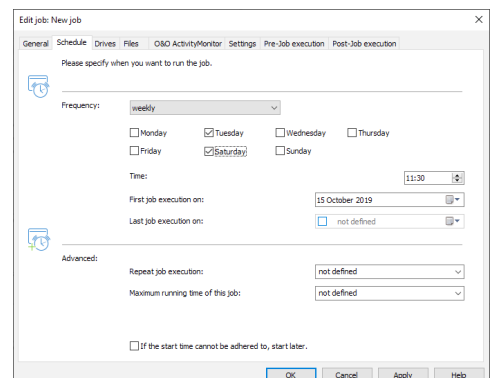 Edit job: New job
General Schedule Drives Files O&O ActivityMonitor Settings Pre-Job execution Post-Job execution
Please specify when you want to run the job.
Frequency: weekly
Monday Tuesday Wednesday Thursday
Friday Saturday Sunday
Time: 11:30
First job execution on: 15 October 2019
Last job execution on: not defined
Advanced:
Repeat job execution: not defined
Maximum running time of this job: not defined
If the start time cannot be adhered to, start later.
OK Cancel Apply Help